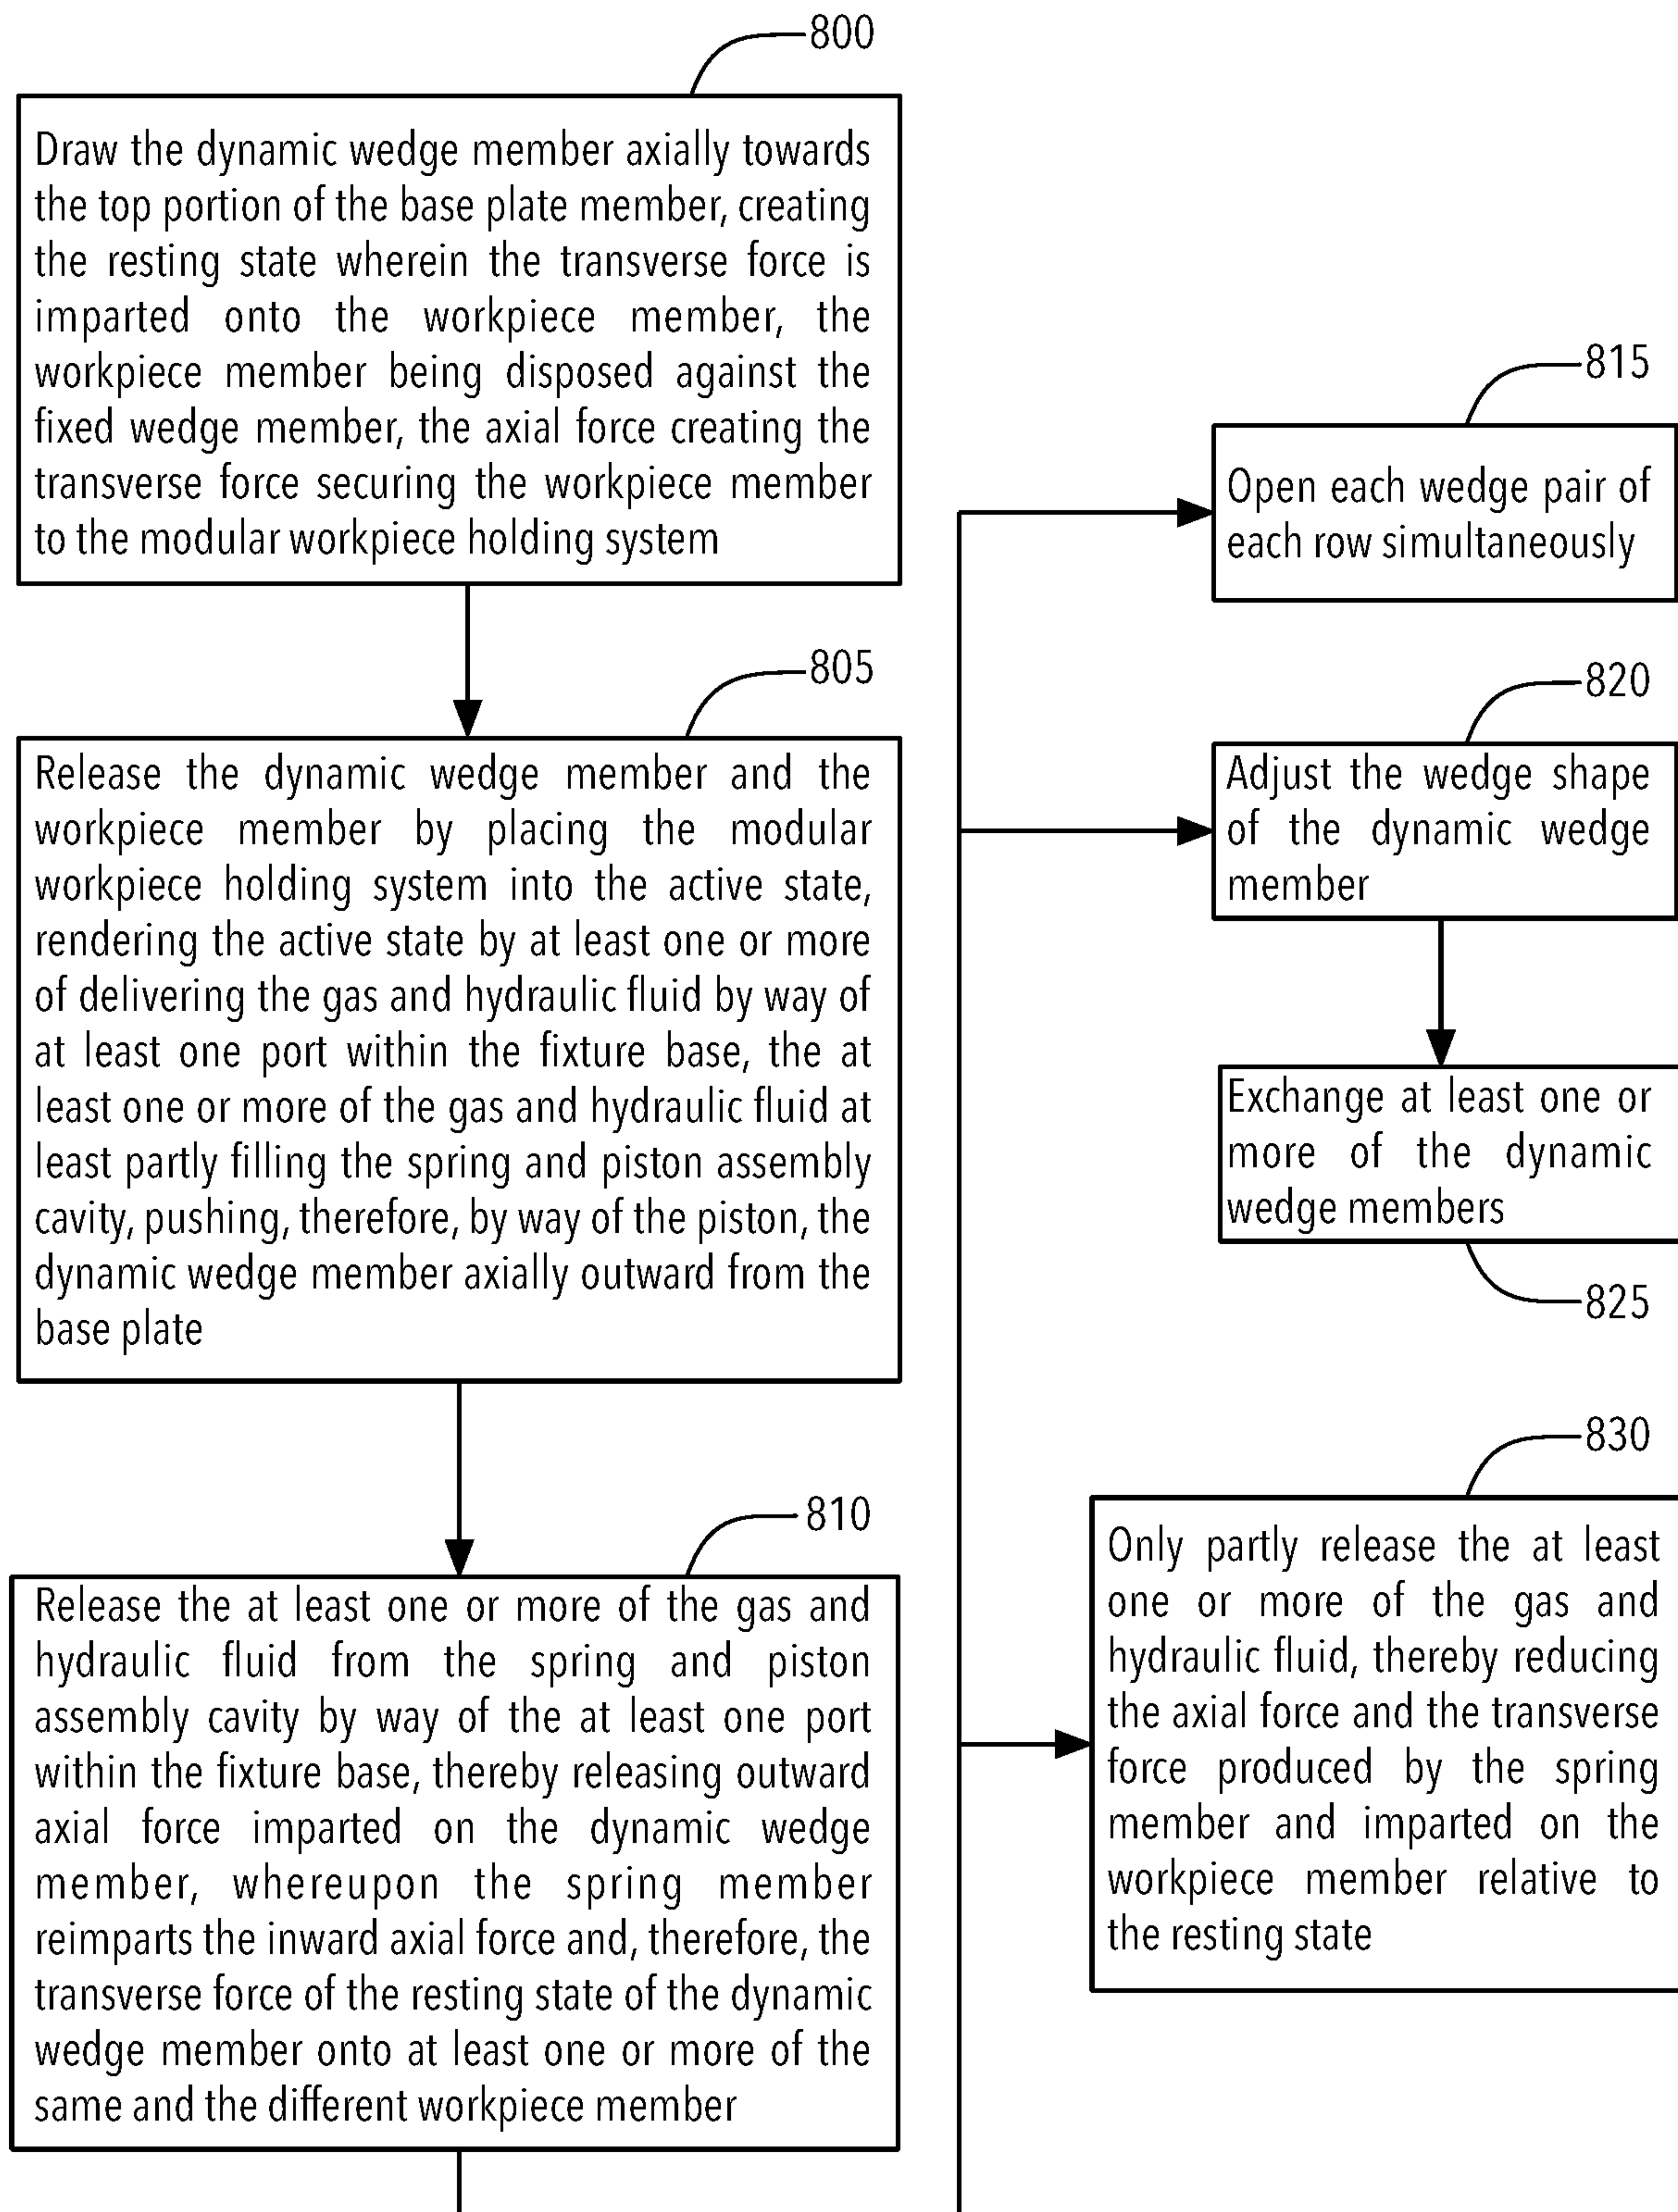 800
Draw the dynamic wedge member axially towards
the top portion of the base plate member, creating
the resting state wherein the transverse force is
imparted onto the workpiece member, the
workpiece member being disposed against the
fixed wedge member, the axial force creating the
transverse force securing the workpiece member
to the modular workpiece holding system
805
Release the dynamic wedge member and the
workpiece member by placing the modular
workpiece holding system into the active state,
rendering the active state by at least one or more
of delivering the gas and hydraulic fluid by way of
at least one port within the fixture base, the at
least one or more of the gas and hydraulic fluid at
least partly filling the spring and piston assembly
cavity, pushing, therefore, by way of the piston, the
dynamic wedge member axially outward from the
base plate
810
Release the at least one or more of the gas and
hydraulic fluid from the spring and piston
assembly cavity by way of the at least one port
within the fixture base, thereby releasing outward
axial force imparted on the dynamic wedge
member, whereupon the spring member
reimparts the inward axial force and, therefore, the
transverse force of the resting state of the dynamic
wedge member onto at least one or more of the
same and the different workpiece member
815
Open each wedge pair of
each row simultaneously
820
Adjust the wedge shape
of the dynamic wedge
member
Exchange at least one or
more of the dynamic
wedge members
825
830
Only partly release the at least
one or more of the gas and
hydraulic fluid, thereby reducing
the axial force and the transverse
force produced by the spring
member and imparted on the
workpiece member relative to
the resting state